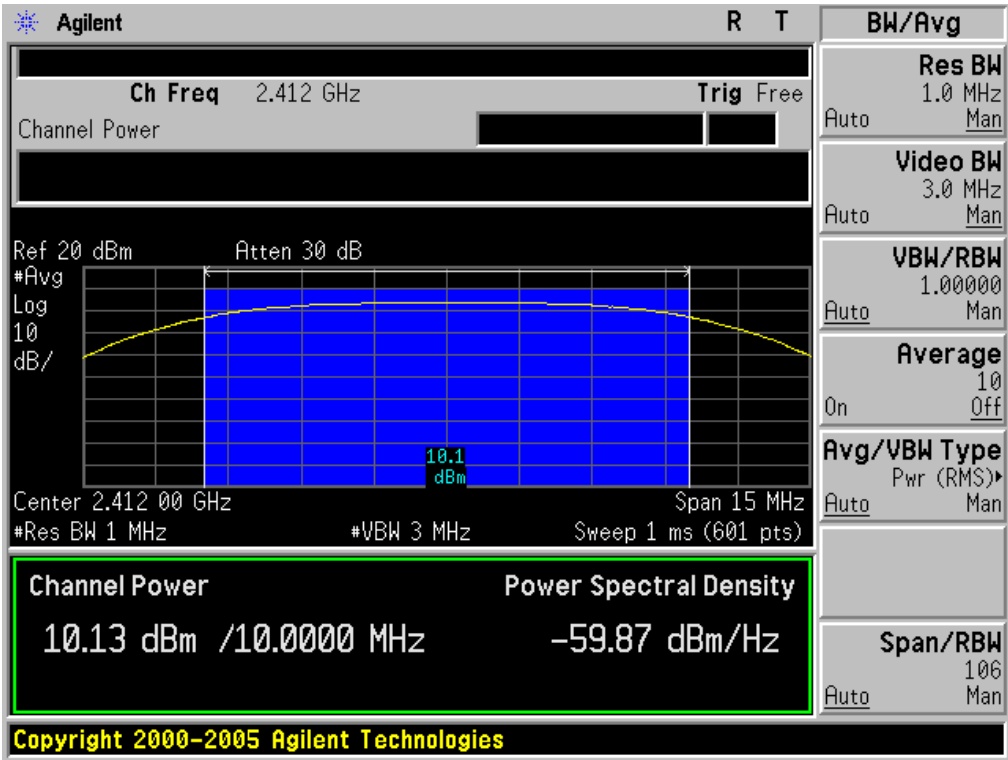 Agilent R T
BW/Avg
Ch Freq 2.412 GHz Trig Free
Channel Power
Ref 20 dBm Atten 30 dB
#Avg
Log
10
dB/
10.1
dBm
Center 2.412 00 GHz Span 15 MHz
#Res BW 1 MHz #VBW 3 MHz Sweep 1 ms (601 pts)
Channel Power Power Spectral Density
10.13 dBm /10.0000 MHz -59.87 dBm/Hz
Copyright 2000-2005 Agilent Technologies
Res BW
1.0 MHz
Auto Man
Video BW
3.0 MHz
Auto Man
VBW/RBW
1.00000
Auto Man
Average
10
On Off
Avg/VBW Type
Pwr (RMS)▸
Auto Man
Span/RBW
106
Auto Man